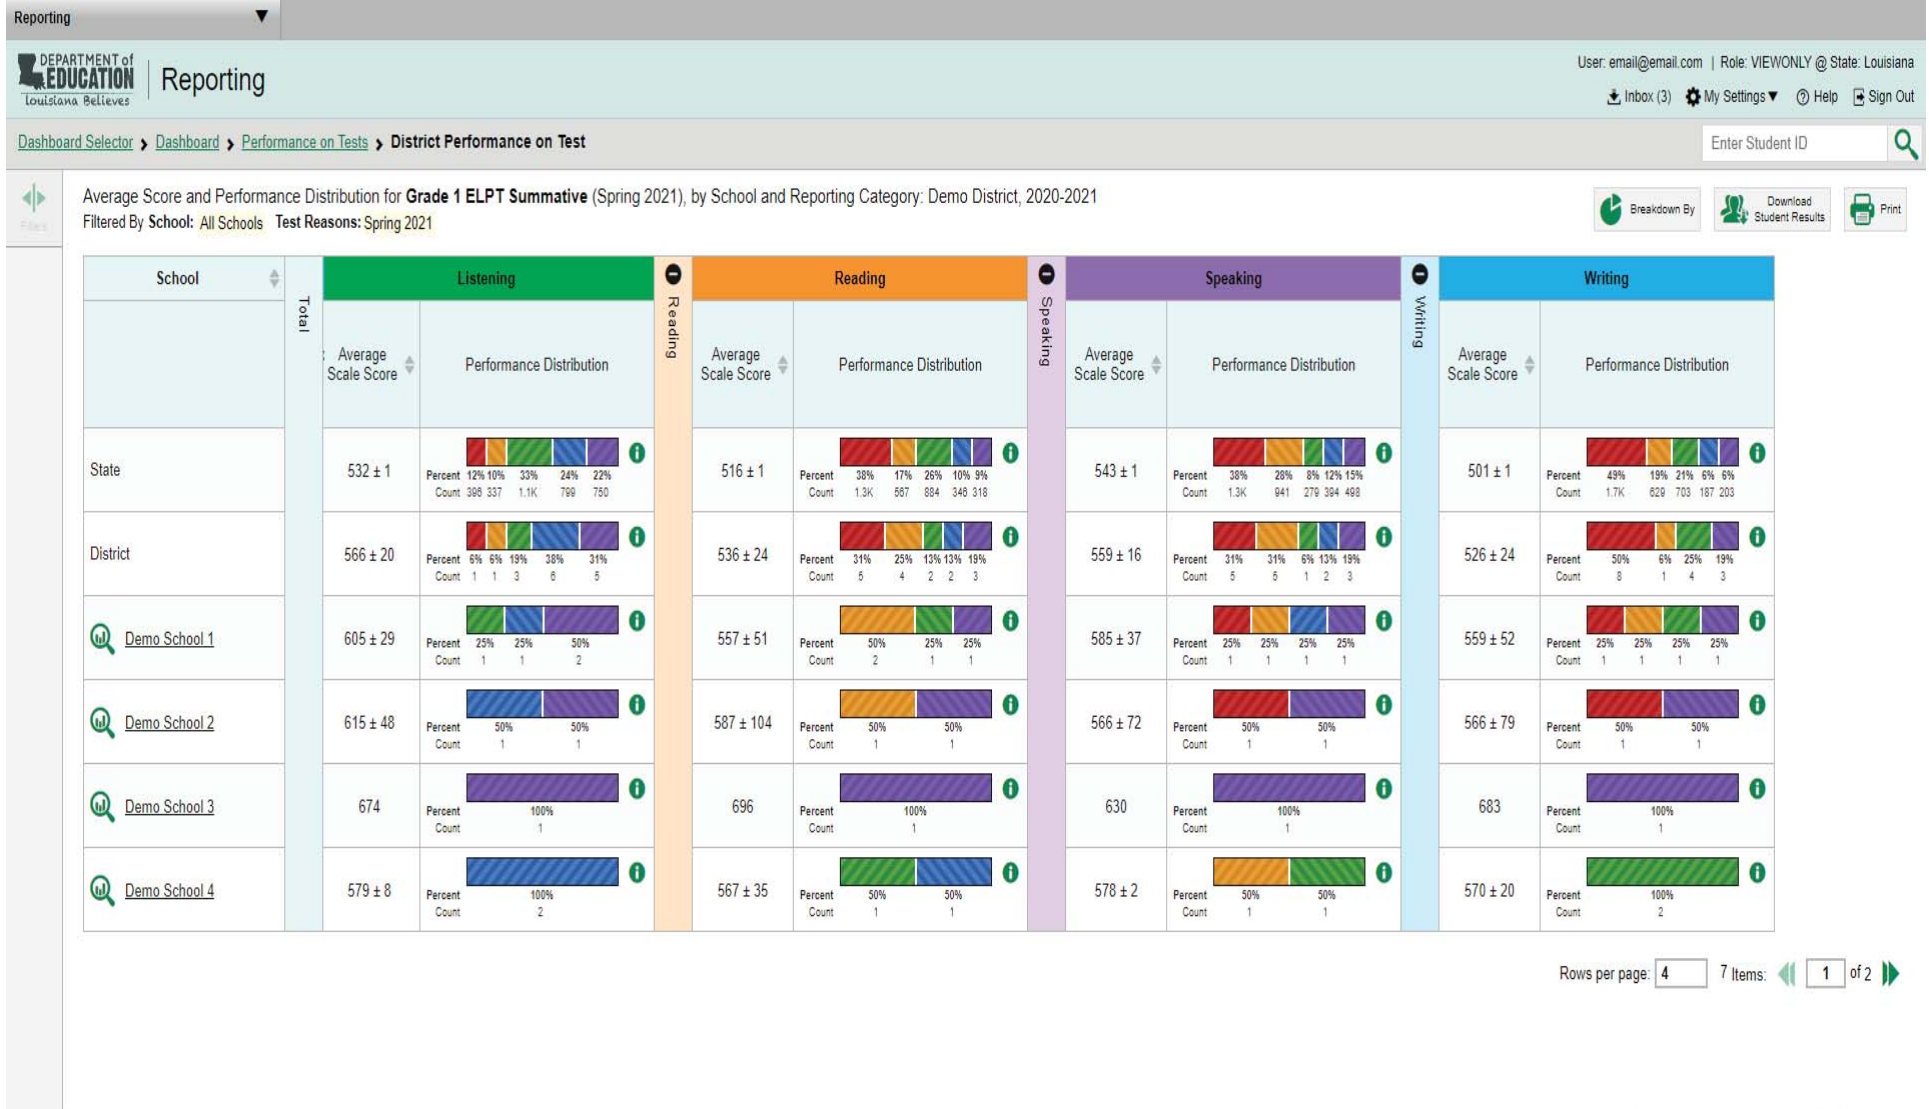 Reporting ▼
DEPARTMENT of
EDUCATION
Louisiana Believes
Reporting
User: email@email.com | Role: VIEWONLY @ State: Louisiana
Inbox (3) My Settings ▼ Help Sign Out
Dashboard Selector > Dashboard > Performance on Tests > District Performance on Test
Enter Student ID
Filters
Average Score and Performance Distribution for Grade 1 ELPT Summative (Spring 2021), by School and Reporting Category: Demo District, 2020-2021
Filtered By School: All Schools Test Reasons: Spring 2021
Breakdown By
Download
Student Results
Print
School Total Listening Reading Reading Speaking Speaking Writing Writing
Average
Scale Score
Performance Distribution
Average
Scale Score
Performance Distribution
Average
Scale Score
Performance Distribution
Average
Scale Score
Performance Distribution
State
532 ± 1
Percent 12% 10% 33% 24% 22%
Count 396 337 1.1K 799 750
516 ± 1
Percent 38% 17% 26% 10% 9%
Count 1.3K 567 884 346 318
543 ± 1
Percent 38% 28% 8% 12% 15%
Count 1.3K 941 279 394 498
501 ± 1
Percent 49% 19% 21% 6% 6%
Count 1.7K 629 703 187 203
District
566 ± 20
Percent 6% 6% 19% 38% 31%
Count 1 1 3 6 5
536 ± 24
Percent 31% 25% 13% 13% 19%
Count 5 4 2 2 3
559 ± 16
Percent 31% 31% 6% 13% 19%
Count 5 5 1 2 3
526 ± 24
Percent 50% 6% 25% 19%
Count 8 1 4 3
Demo School 1
605 ± 29
Percent 25% 25% 50%
Count 1 1 2
557 ± 51
Percent 50% 25% 25%
Count 2 1 1
585 ± 37
Percent 25% 25% 25% 25%
Count 1 1 1 1
559 ± 52
Percent 25% 25% 25% 25%
Count 1 1 1 1
Demo School 2
615 ± 48
Percent 50% 50%
Count 1 1
587 ± 104
Percent 50% 50%
Count 1 1
566 ± 72
Percent 50% 50%
Count 1 1
566 ± 79
Percent 50% 50%
Count 1 1
Demo School 3
674
Percent 100%
Count 1
696
Percent 100%
Count 1
630
Percent 100%
Count 1
683
Percent 100%
Count 1
Demo School 4
579 ± 8
Percent 100%
Count 2
567 ± 35
Percent 50% 50%
Count 1 1
578 ± 2
Percent 50% 50%
Count 1 1
570 ± 20
Percent 100%
Count 2
Rows per page: 4 7 Items: 1 of 2